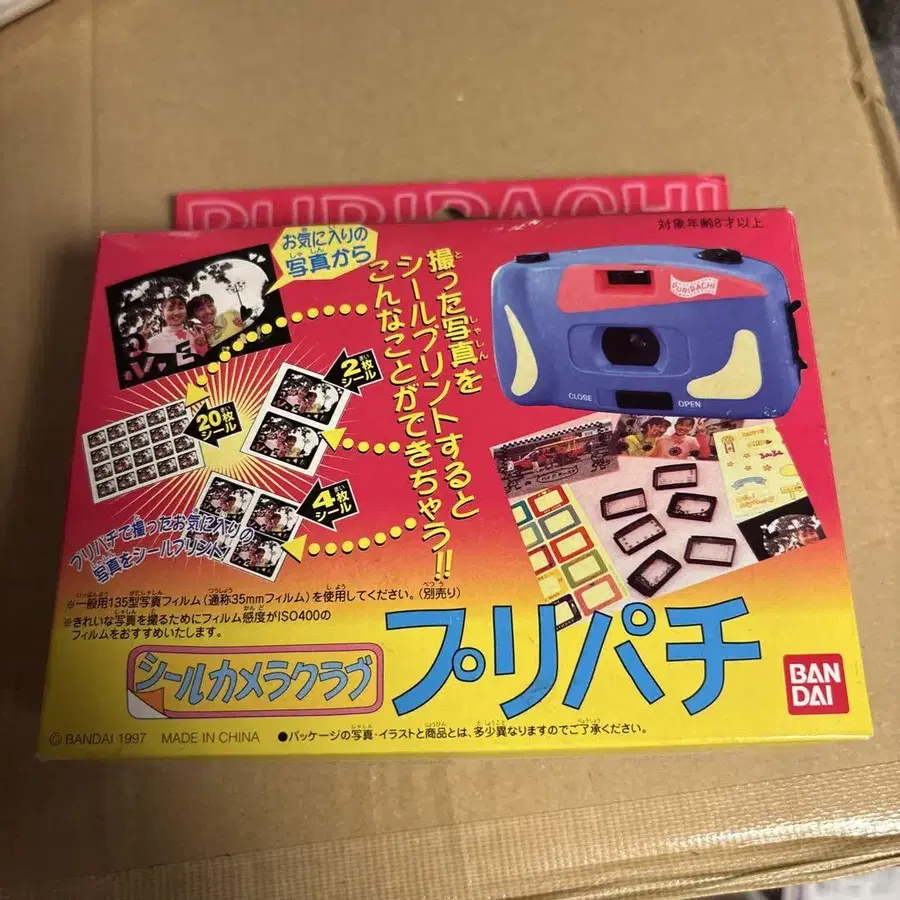 PURIPACHI
対象年齢8才以上
お気に入りの
写真から
撮った写真を
シールプリントすると
こんなことができちゃう!!
PURIPACHI
CLOSE
OPEN
2枚
シール
20枚
シール
4枚
シール
プリパチで撮ったお気に入りの
写真をシールプリント
※一般用135型写真フィルム(通称35mmフィルム)を使用してください。(別売り)
※きれいな写真を撮るためにフィルム感度がISO400の
フィルムをおすすめいたします。
シールカメラクラブ
プリパチ
BAN
DAI
© BANDAI 1997 MADE IN CHINA ●パッケージの写真・イラストと商品とは、多少異なりますのでご了承ください。